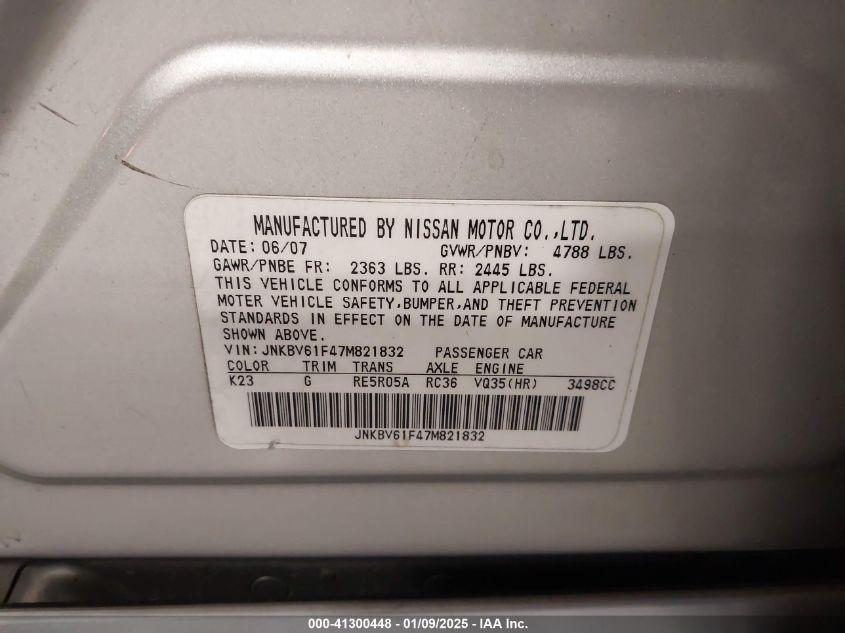 MANUFACTURED BY NISSAN MOTOR CO.,LTD.
DATE: 06/07 GVWR/PNBV: 4788 LBS.
GAWR/PNBE FR: 2363 LBS. RR: 2445 LBS.
THIS VEHICLE CONFORMS TO ALL APPLICABLE FEDERAL
MOTER VEHICLE SAFETY,BUMPER,AND THEFT PREVENTION
STANDARDS IN EFFECT ON THE DATE OF MANUFACTURE
SHOWN ABOVE.
VIN: JNKBV61F47M821832 PASSENGER CAR
COLOR TRIM TRANS AXLE ENGINE
K23 G RE5R05A RC36 VQ35(HR) 3498CC
JNKBV61F47M821832
000-41300448 - 01/09/2025 - IAA Inc.